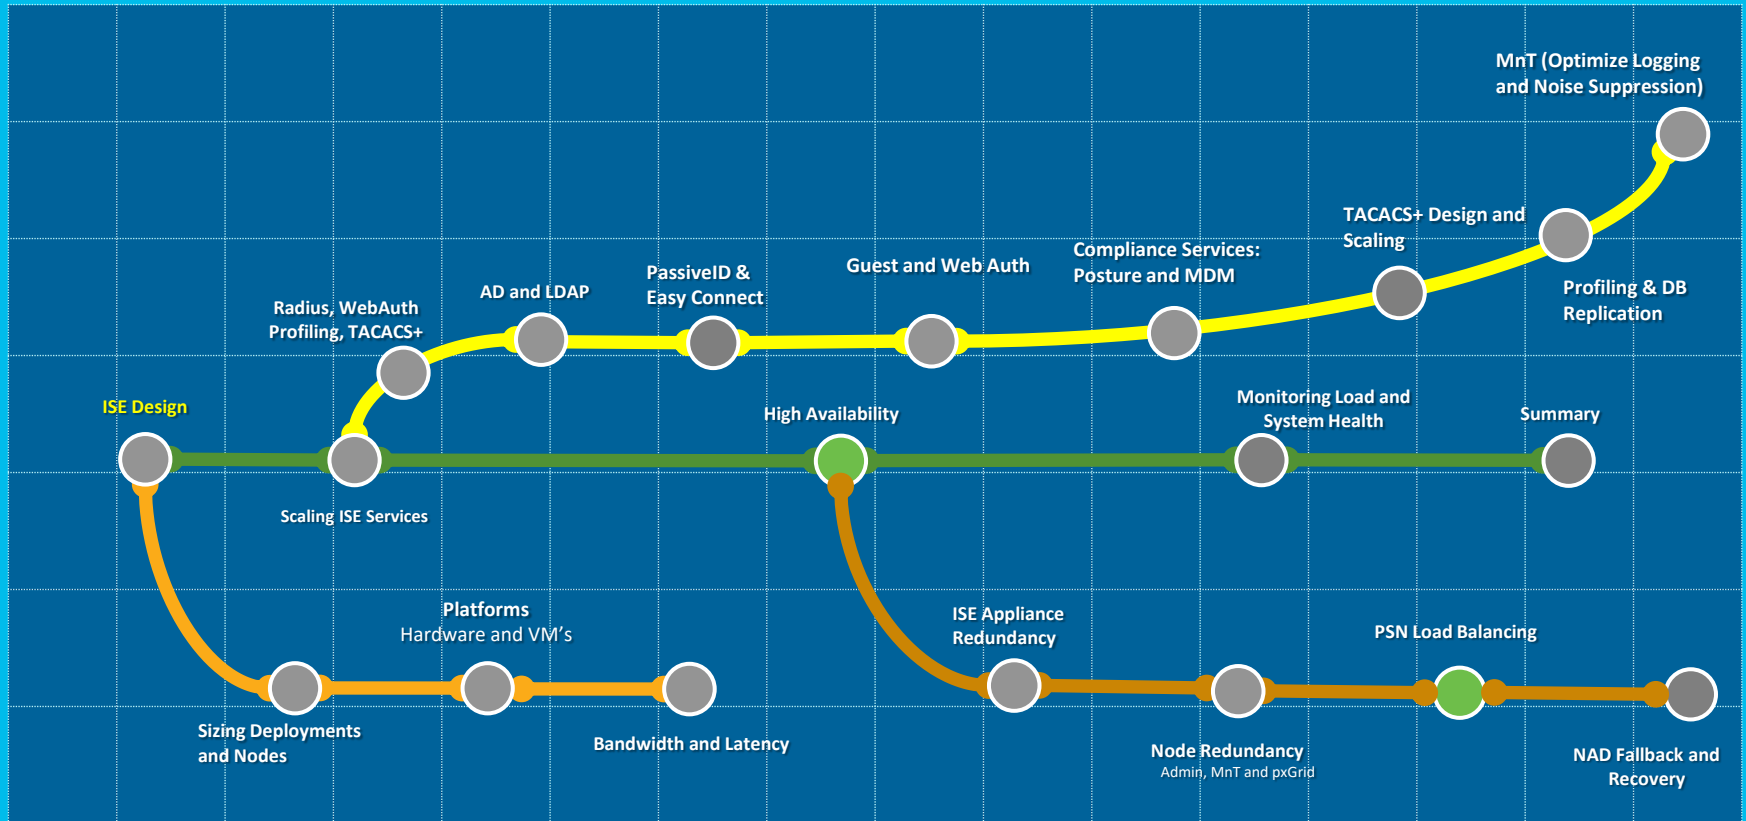 MnT (Optimize Logging
and Noise Suppression)
TACACS+ Design and
Scaling
Compliance Services:
Posture and MDM
Guest and Web Auth
PassiveID &
Easy Connect
AD and LDAP
Radius, WebAuth
Profiling, TACACS+
Profiling & DB
Replication
ISE Design
High Availability
Monitoring Load and
System Health
Summary
Scaling ISE Services
Platforms
Hardware and VM's
ISE Appliance
Redundancy
PSN Load Balancing
Sizing Deployments
and Nodes
Bandwidth and Latency
Node Redundancy
Admin, MnT and pxGrid
NAD Fallback and
Recovery